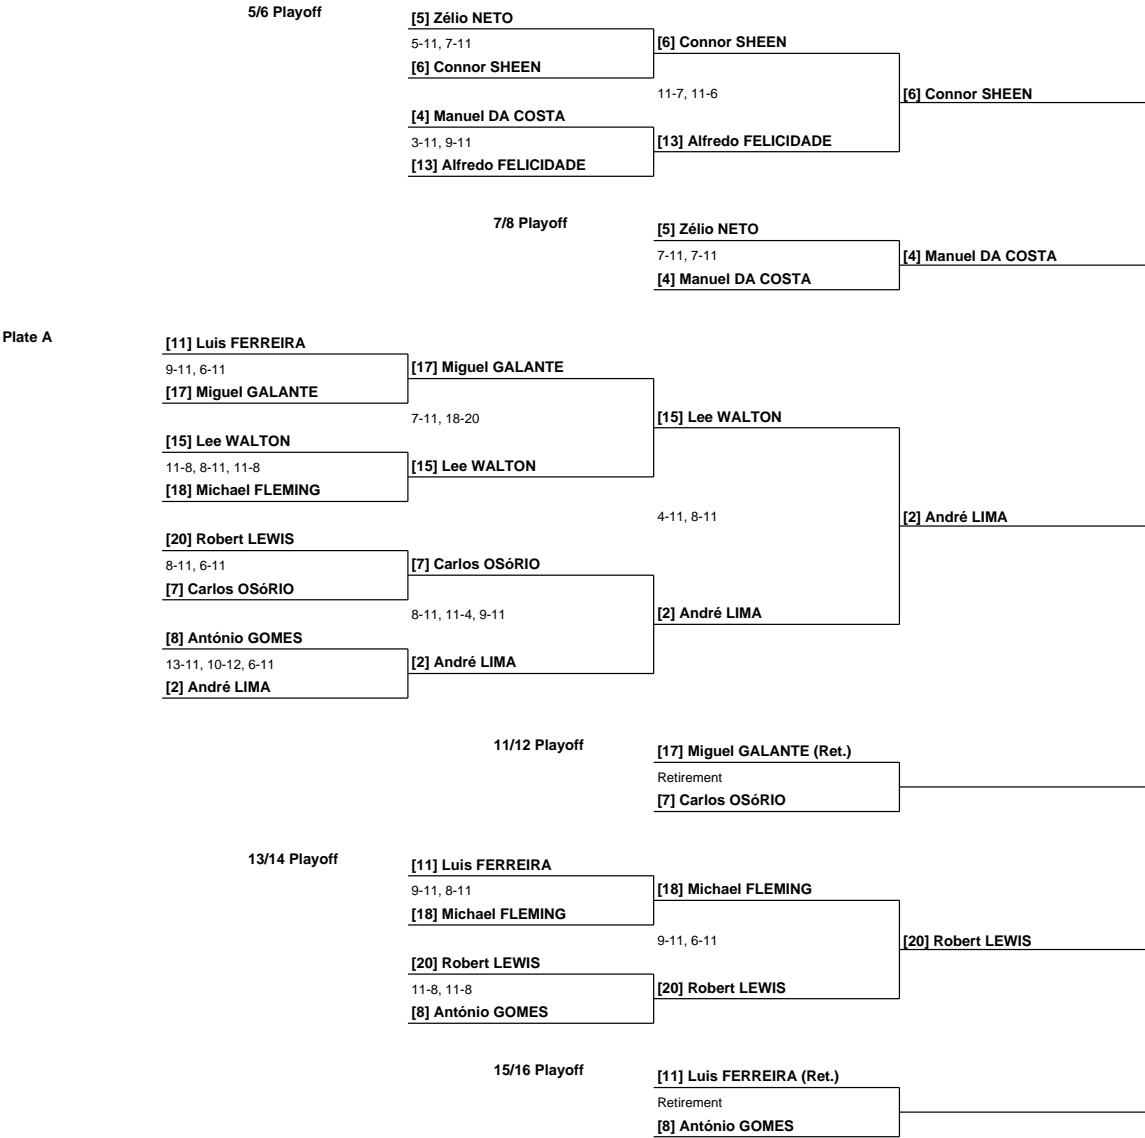 5/6 Playoff
[5] Zélio NETO
5-11, 7-11
[6] Connor SHEEN
[6] Connor SHEEN
11-7, 11-6
[6] Connor SHEEN
[4] Manuel DA COSTA
3-11, 9-11
[13] Alfredo FELICIDADE
[13] Alfredo FELICIDADE
7/8 Playoff
[5] Zélio NETO
7-11, 7-11
[4] Manuel DA COSTA
[4] Manuel DA COSTA
Plate A
[11] Luis FERREIRA
9-11, 6-11
[17] Miguel GALANTE
[17] Miguel GALANTE
7-11, 18-20
[15] Lee WALTON
[15] Lee WALTON
11-8, 8-11, 11-8
[15] Lee WALTON
[18] Michael FLEMING
4-11, 8-11
[2] André LIMA
[20] Robert LEWIS
8-11, 6-11
[7] Carlos OSóRIO
[7] Carlos OSóRIO
8-11, 11-4, 9-11
[2] André LIMA
[8] António GOMES
13-11, 10-12, 6-11
[2] André LIMA
[2] André LIMA
11/12 Playoff
[17] Miguel GALANTE (Ret.)
Retirement
[7] Carlos OSóRIO
13/14 Playoff
[11] Luis FERREIRA
9-11, 8-11
[18] Michael FLEMING
[18] Michael FLEMING
9-11, 6-11
[20] Robert LEWIS
[20] Robert LEWIS
11-8, 11-8
[20] Robert LEWIS
[8] António GOMES
15/16 Playoff
[11] Luis FERREIRA (Ret.)
Retirement
[8] António GOMES